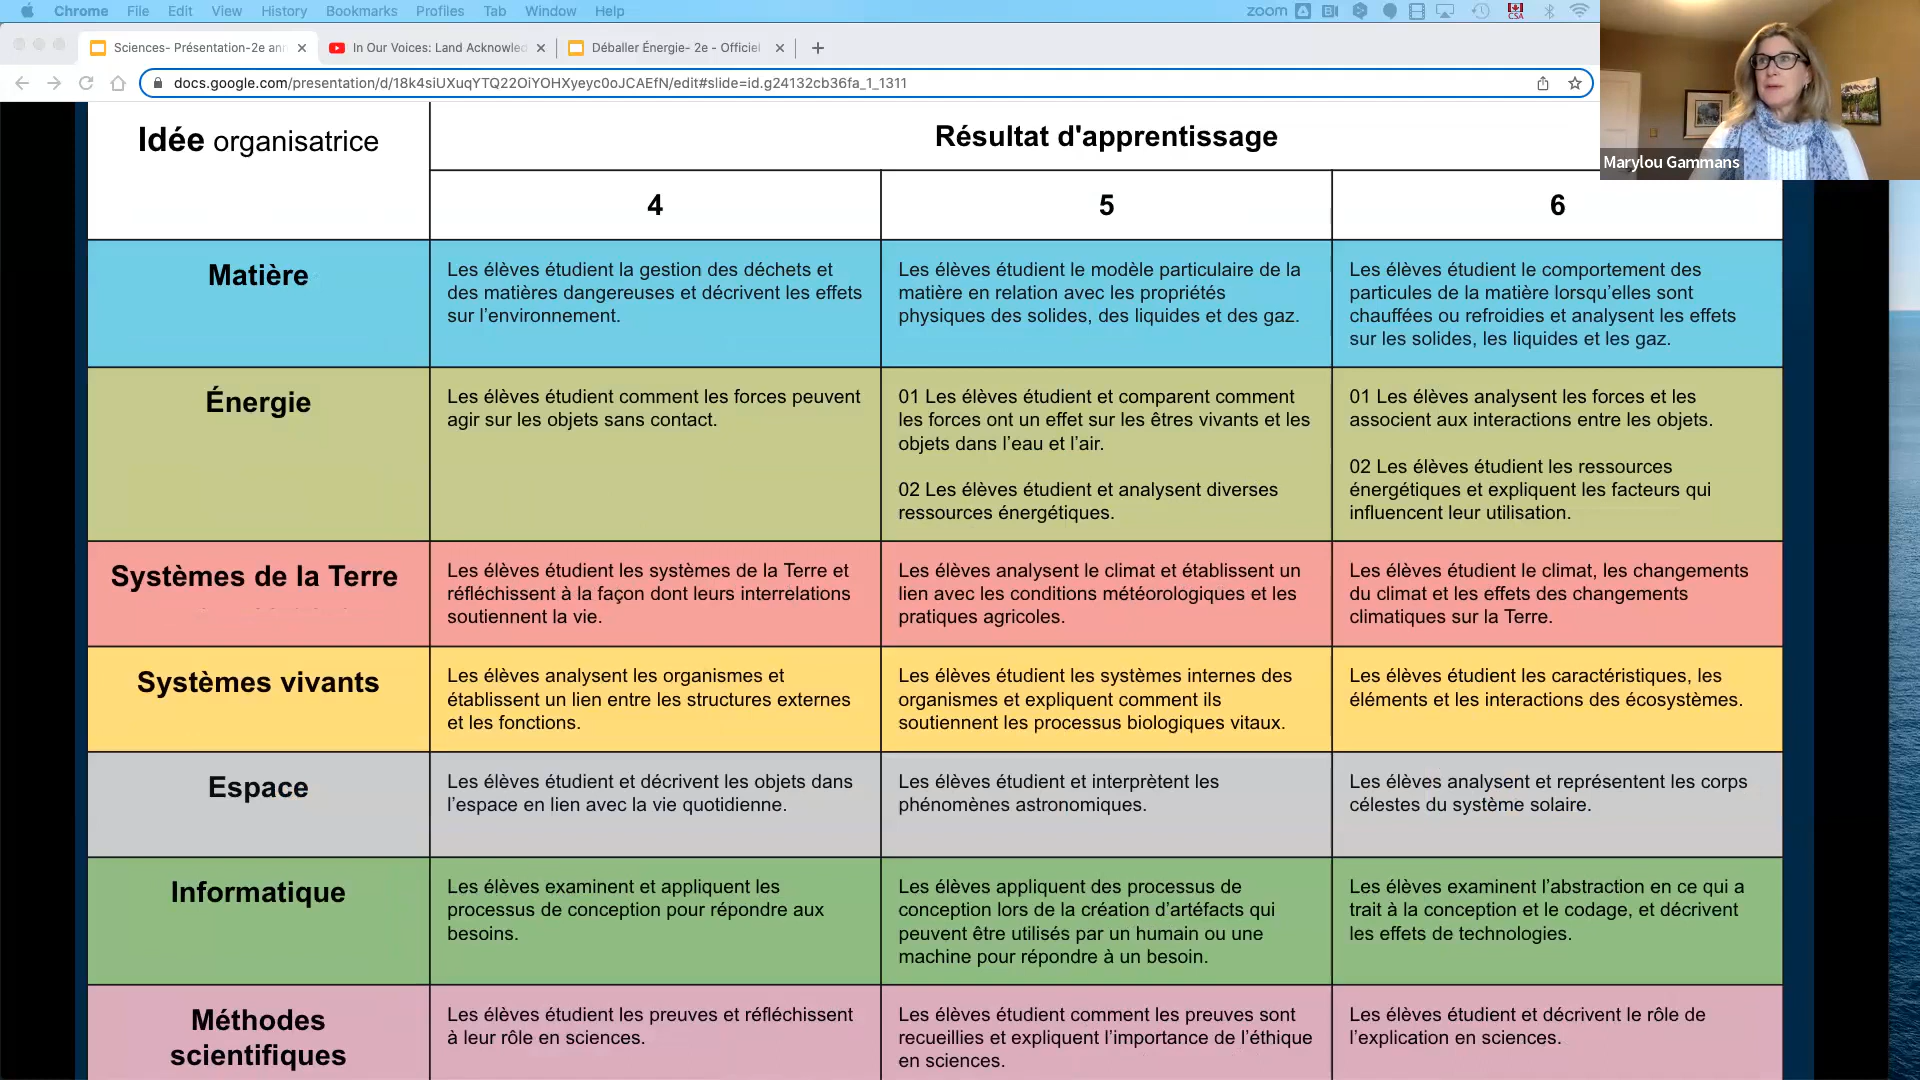 Chrome File Edit View History Bookmarks Profiles Tab Window Help zoom CSA
Sciences- Présentation-2e ann
In Our Voices: Land Acknowled
Déballer Énergie- 2e - Officiel
docs.google.com/presentation/d/18k4siUXuqYTQ22OiYOHXyeyc0oJCAEfN/edit#slide=id.g24132cb36fa_1_1311
Marylou Gammans
Idée organisatrice
Résultat d'apprentissage
4
5
6
Matière
Les élèves étudient la gestion des déchets et
des matières dangereuses et décrivent les effets
sur l’environnement.
Les élèves étudient le modèle particulaire de la
matière en relation avec les propriétés
physiques des solides, des liquides et des gaz.
Les élèves étudient le comportement des
particules de la matière lorsqu’elles sont
chauffées ou refroidies et analysent les effets
sur les solides, les liquides et les gaz.
Énergie
Les élèves étudient comment les forces peuvent
agir sur les objets sans contact.
01 Les élèves étudient et comparent comment
les forces ont un effet sur les êtres vivants et les
objets dans l’eau et l’air.
02 Les élèves étudient et analysent diverses
ressources énergétiques.
01 Les élèves analysent les forces et les
associent aux interactions entre les objets.
02 Les élèves étudient les ressources
énergétiques et expliquent les facteurs qui
influencent leur utilisation.
Systèmes de la Terre
Les élèves étudient les systèmes de la Terre et
réfléchissent à la façon dont leurs interrelations
soutiennent la vie.
Les élèves analysent le climat et établissent un
lien avec les conditions météorologiques et les
pratiques agricoles.
Les élèves étudient le climat, les changements
du climat et les effets des changements
climatiques sur la Terre.
Systèmes vivants
Les élèves analysent les organismes et
établissent un lien entre les structures externes
et les fonctions.
Les élèves étudient les systèmes internes des
organismes et expliquent comment ils
soutiennent les processus biologiques vitaux.
Les élèves étudient les caractéristiques, les
éléments et les interactions des écosystèmes.
Espace
Les élèves étudient et décrivent les objets dans
l’espace en lien avec la vie quotidienne.
Les élèves étudient et interprètent les
phénomènes astronomiques.
Les élèves analysent et représentent les corps
célestes du système solaire.
Informatique
Les élèves examinent et appliquent les
processus de conception pour répondre aux
besoins.
Les élèves appliquent des processus de
conception lors de la création d’artéfacts qui
peuvent être utilisés par un humain ou une
machine pour répondre à un besoin.
Les élèves examinent l’abstraction en ce qui a
trait à la conception et le codage, et décrivent
les effets de technologies.
Méthodes
scientifiques
Les élèves étudient les preuves et réfléchissent
à leur rôle en sciences.
Les élèves étudient comment les preuves sont
recueillies et expliquent l’importance de l’éthique
en sciences.
Les élèves étudient et décrivent le rôle de
l’explication en sciences.